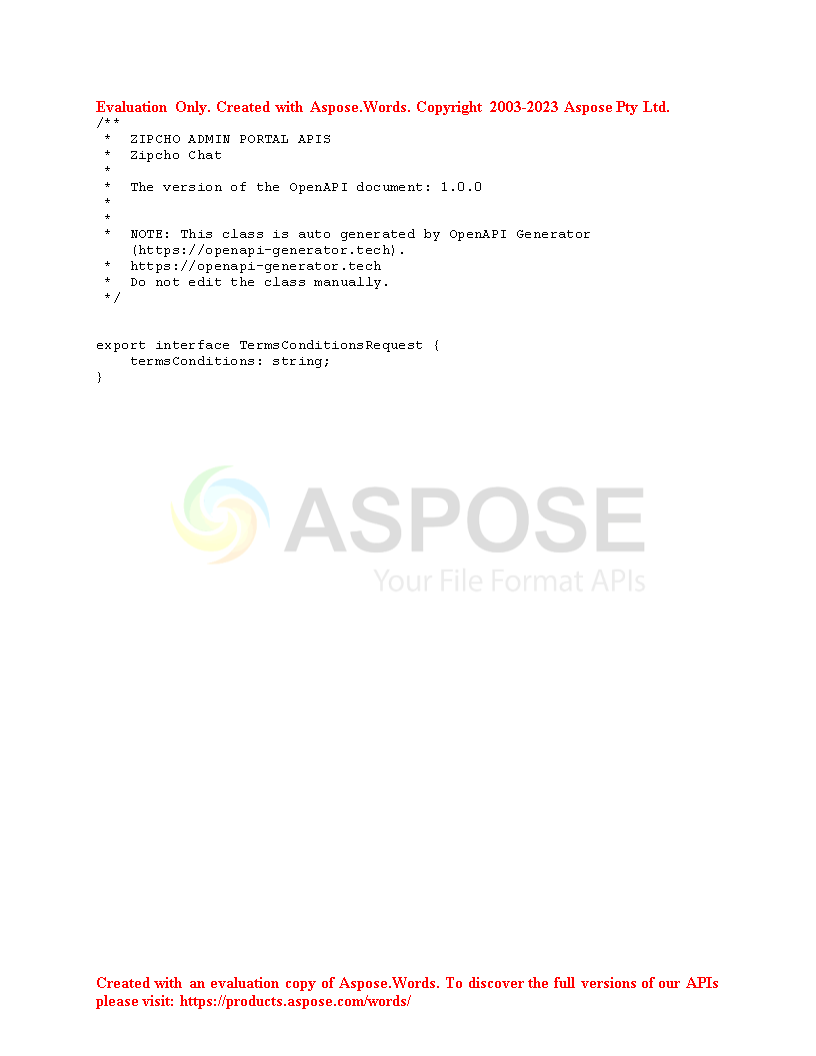 Evaluation Only. Created with Aspose.Words. Copyright 2003-2023 Aspose Pty Ltd.
/**
 *  ZIPCHO ADMIN PORTAL APIS
 *  Zipcho Chat
 *
 *  The version of the OpenAPI document: 1.0.0
 *
 *
 *  NOTE: This class is auto generated by OpenAPI Generator
    (https://openapi-generator.tech).
 *  https://openapi-generator.tech
 *  Do not edit the class manually.
 */
export interface TermsConditionsRequest {
    termsConditions: string;
}
ASPOSE
Your File Format APIs
Created with an evaluation copy of Aspose.Words. To discover the full versions of our APIs
please visit: https://products.aspose.com/words/